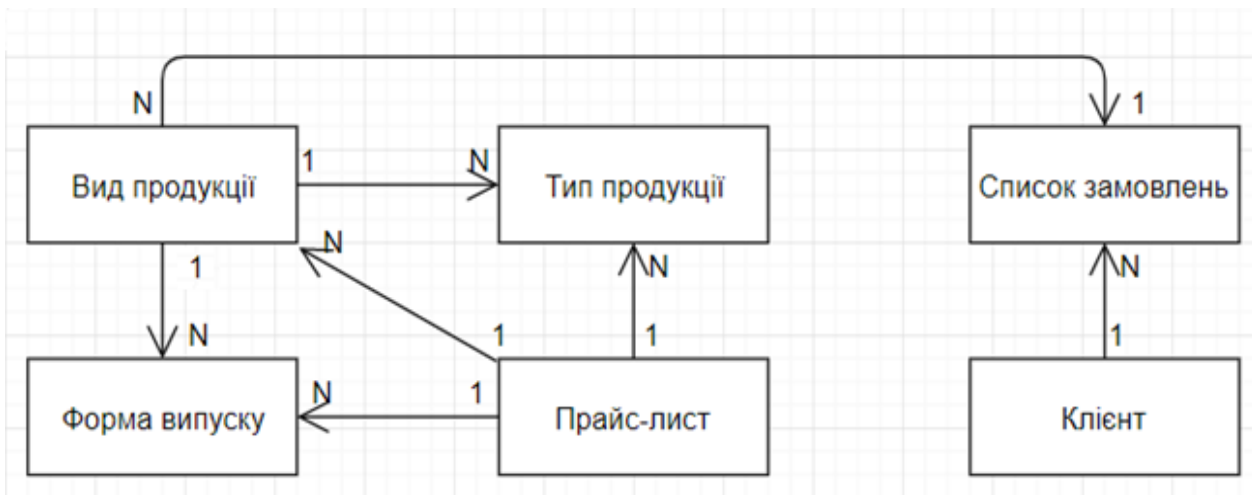 N
1
Вид продукції
1
N
Тип продукції
Список замовлень
1
N
N
N
N
1
1
1
N
1
Форма випуску
Прайс-лист
Клієнт